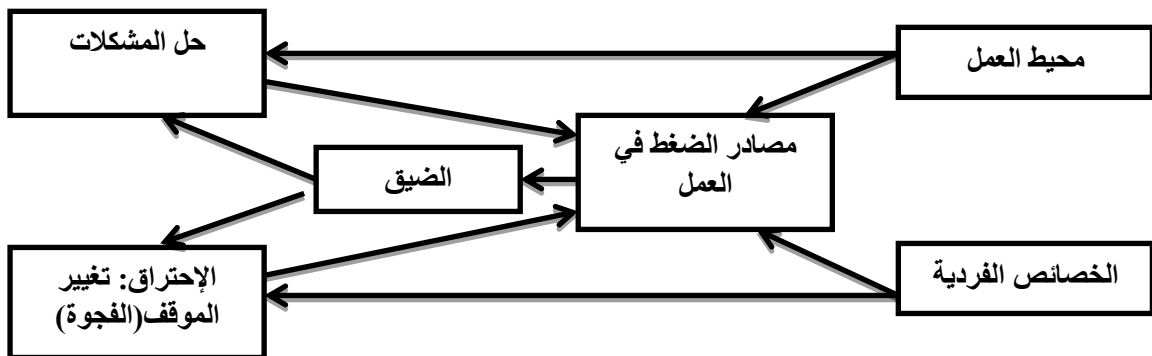 محيط العمل
حل المشكلات
مصادر الضغط في
العمل
الضيق
الخصائص الفردية
الإحتراق: تغيير
الموقف(الفجوة)